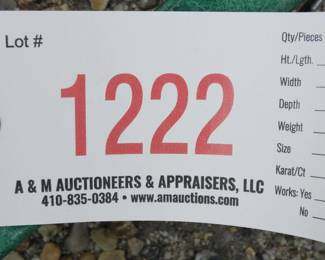 Lot #
1222
A & M AUCTIONEERS & APPRAISERS, LLC
410-835-0384 • www.amauctions.com
Qty/Pieces
Ht./Lgth.
Width
Depth
Weight
Size
Karat/Ct
Works: Yes
No